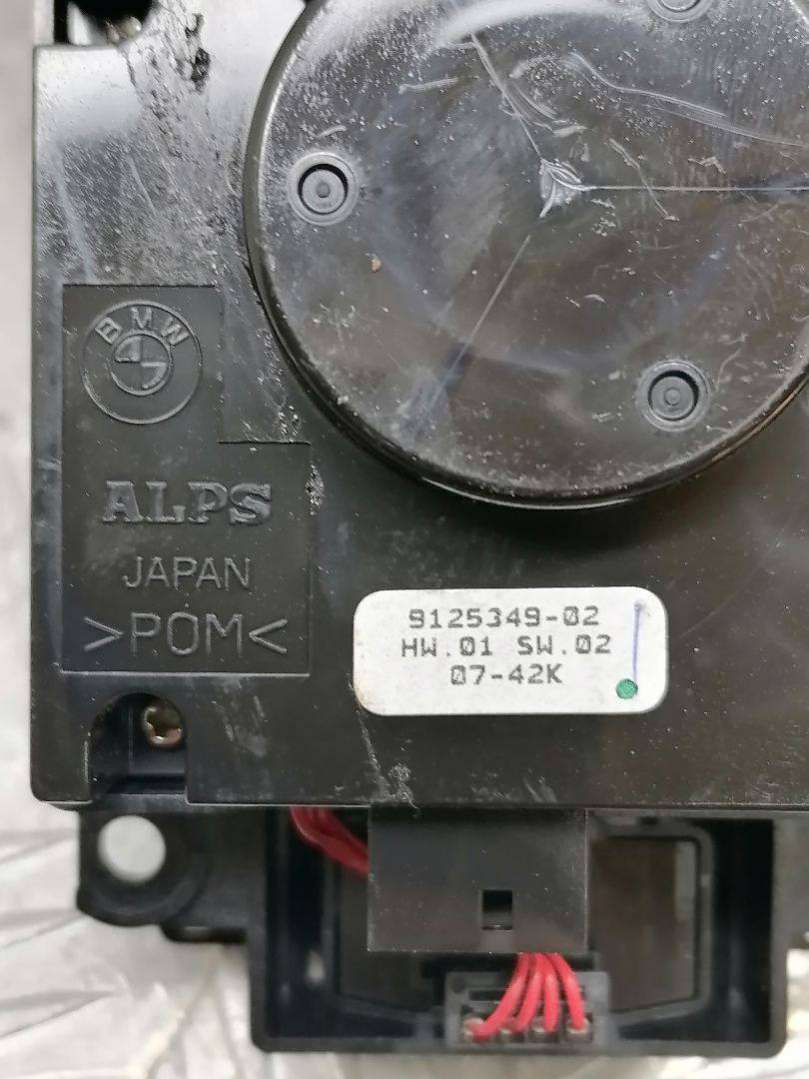 BMW
ALPS
JAPAN
>POM<
9125349-02
HW.01 SW.02
07-42K